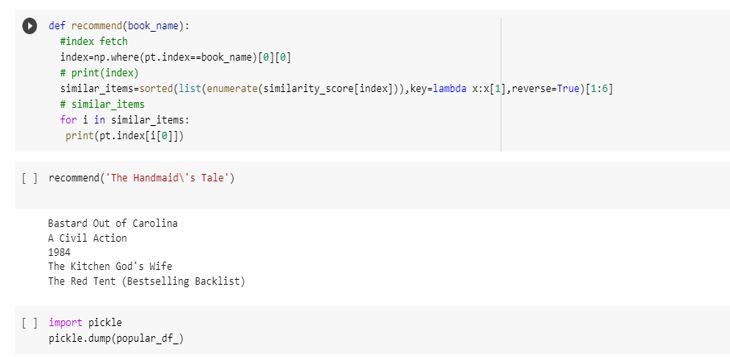 def recommend(book_name):
#index fetch
index=np.where(pt.index==book_name)[0][0]
# print(index)
similar_items=sorted(list(enumerate(similarity_score[index])),key=lambda x:x[1],reverse=True)[1:6]
# similar_items
for i in similar_items:
print(pt.index[i[0]])
[ ] recommend('The Handmaid\'s Tale')
Bastard Out of Carolina
A Civil Action
1984
The Kitchen God's Wife
The Red Tent (Bestselling Backlist)
[ ] import pickle
pickle.dump(popular_df_)